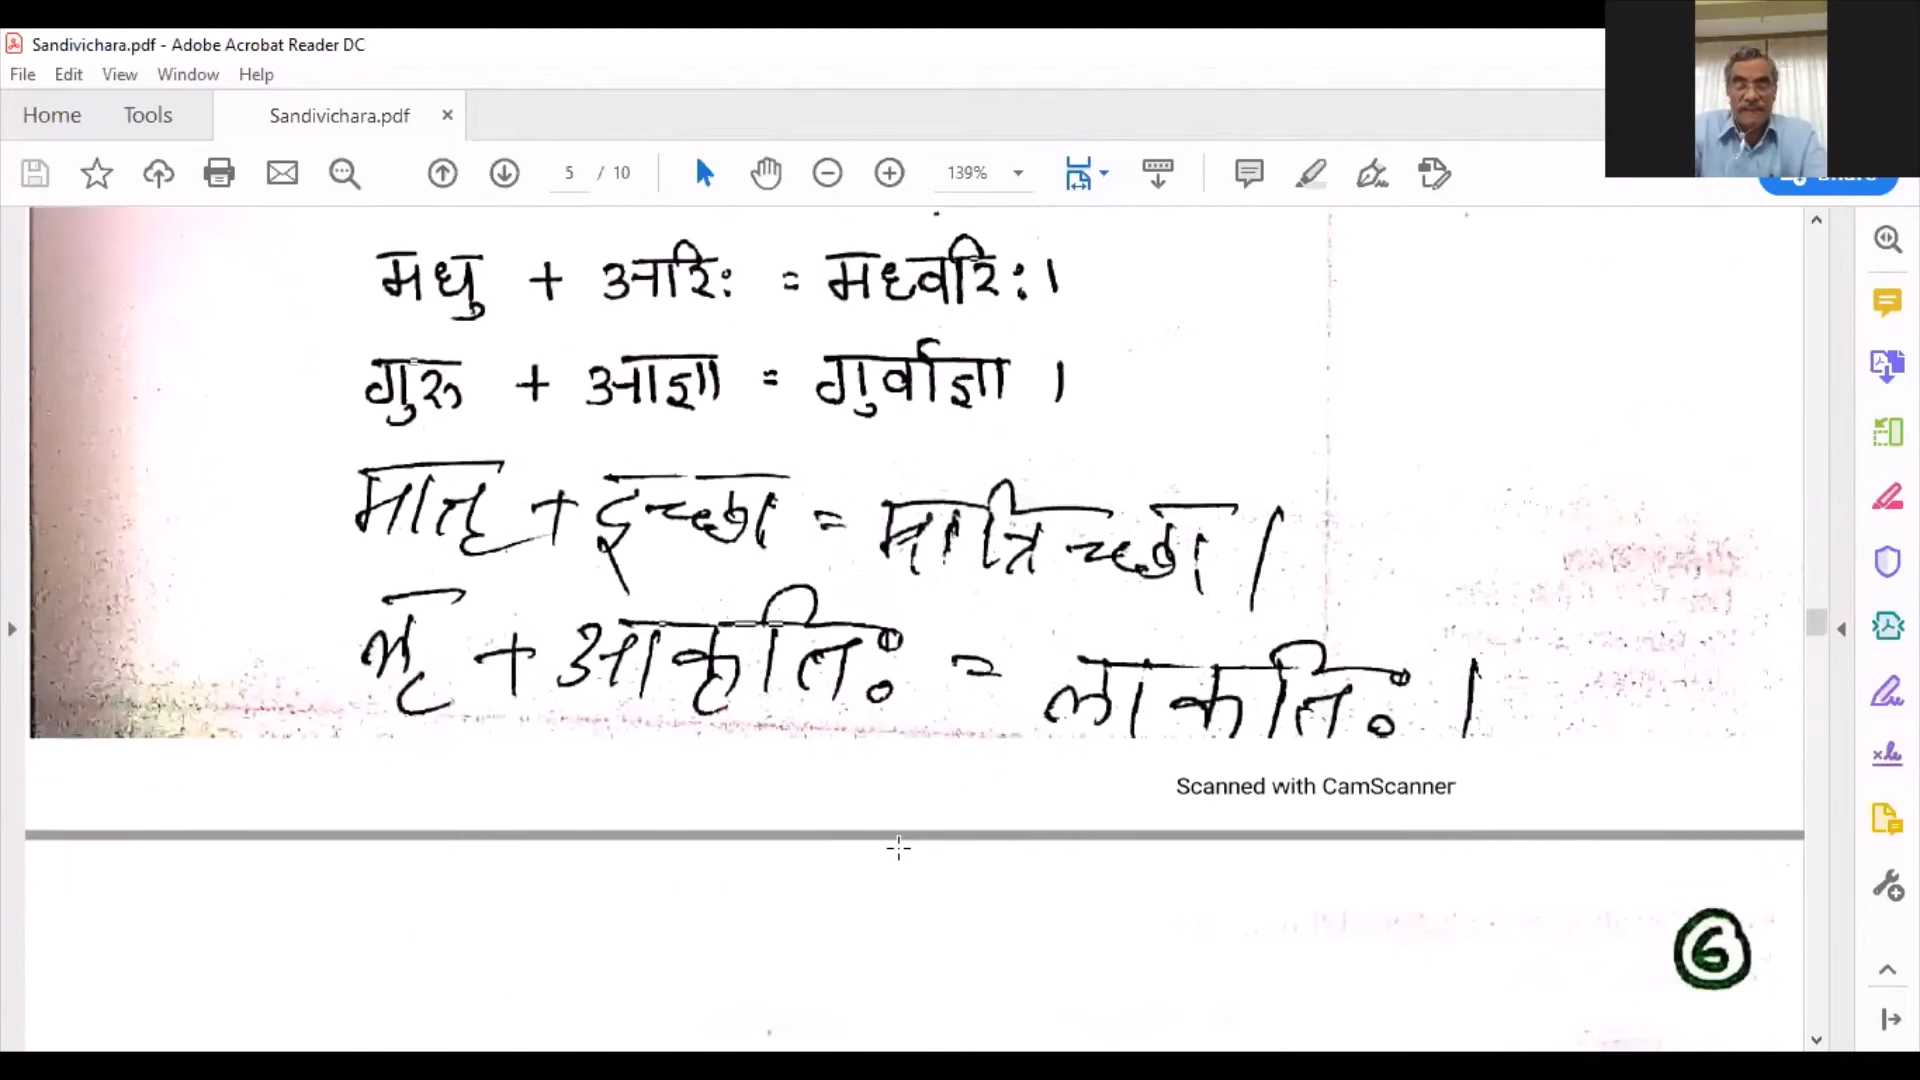 Sandivichara.pdf - Adobe Acrobat Reader DC
File Edit View Window Help
Home Tools Sandivichara.pdf ×
5 / 10 139%
मधु + अरिः = मध्वरिः।
गुरु + आज्ञा = गुर्वाज्ञा ।
मातृ + इच्छा = मात्रिच्छा।
ऌ + आकृतिः = लाकृतिः।
Scanned with CamScanner
6